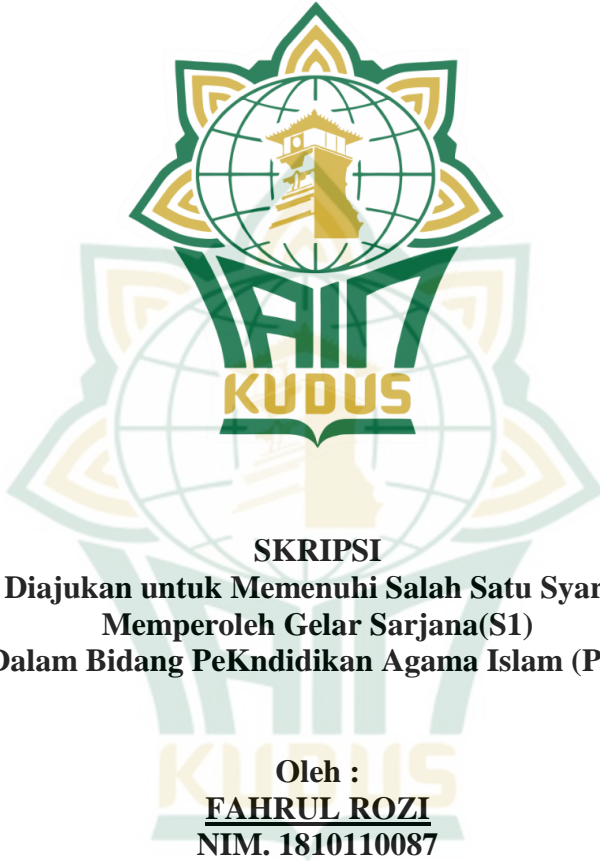 IAIN
KUDUS
SKRIPSI
Diajukan untuk Memenuhi Salah Satu Syar
Memperoleh Gelar Sarjana(S1)
Dalam Bidang PeKndidikan Agama Islam (P
Oleh :
FAHRUL ROZI
NIM. 1810110087